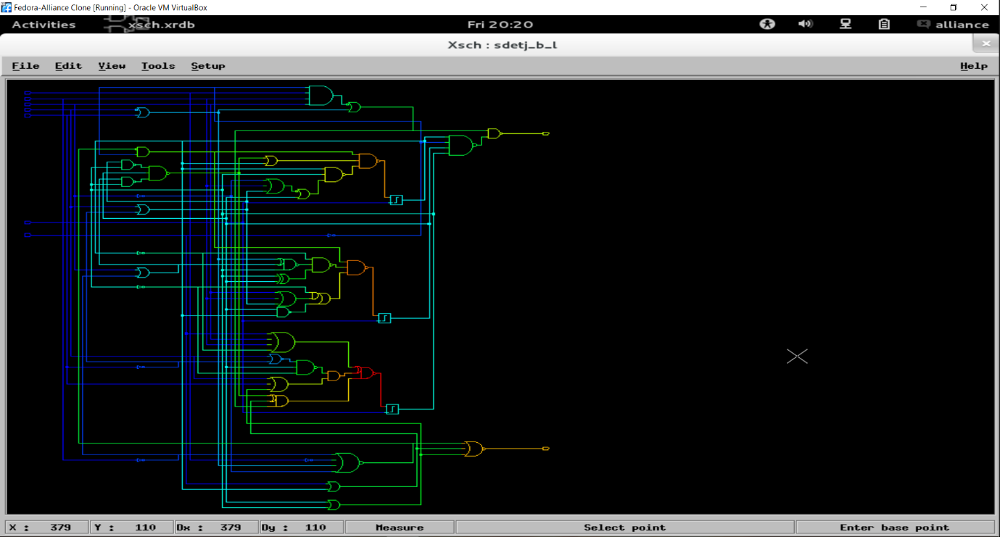 Fedora-Alliance Clone [Running] - Oracle VM VirtualBox
Activities xsch.xrdb Fri 20:20 alliance
Xsch : sdetj_b_l
File Edit View Tools Setup Help
X : 379 Y : 110 Dx : 379 Dy : 110 Measure Select point Enter base point